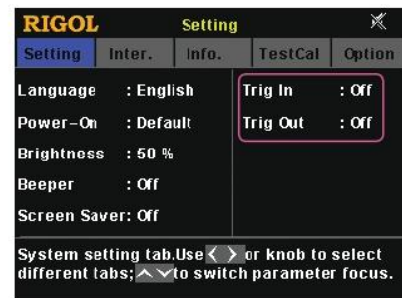 RIGOL Setting
Setting Inter. Info. TestCal Option
Language : English Trig In : Off
Power-On : Default Trig Out : Off
Brightness : 50 %
Beeper : Off
Screen Saver: Off
System setting tab.Use < > or knob to select
different tabs; to switch parameter focus.